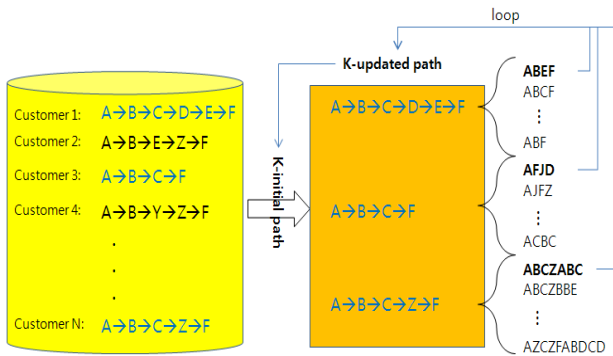 loop
K-updated path
Customer 1: A→B→C→D→E→F
Customer 2: A→B→E→Z→F
Customer 3: A→B→C→F
Customer 4: A→B→Y→Z→F
.
.
.
Customer N: A→B→C→Z→F
K-initial path
A→B→C→D→E→F
A→B→C→F
A→B→C→Z→F
ABEF
ABCF
⋮
ABF
AFJD
AJFZ
⋮
ACBC
ABCZABC
ABCZBBE
⋮
AZCZFABDCD